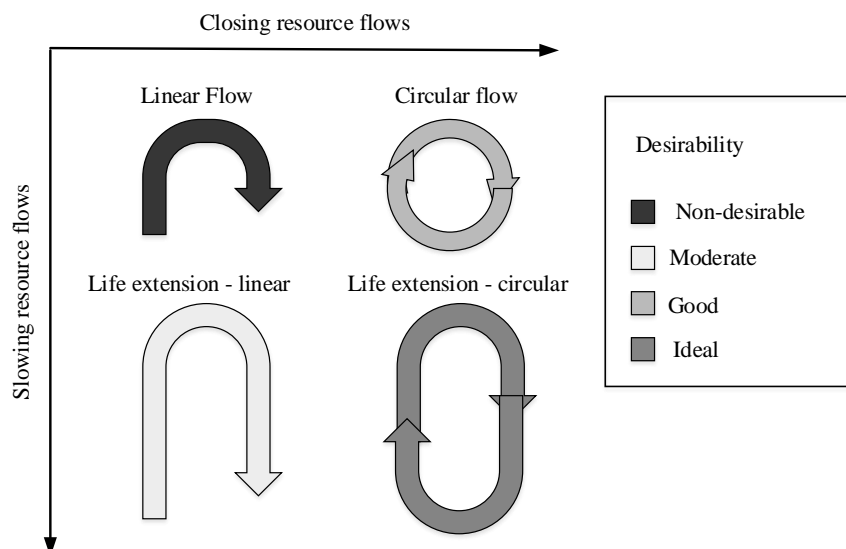 Closing resource flows
Slowing resource flows
Linear Flow
Circular flow
Life extension - linear
Life extension - circular
Desirability
Non-desirable
Moderate
Good
Ideal